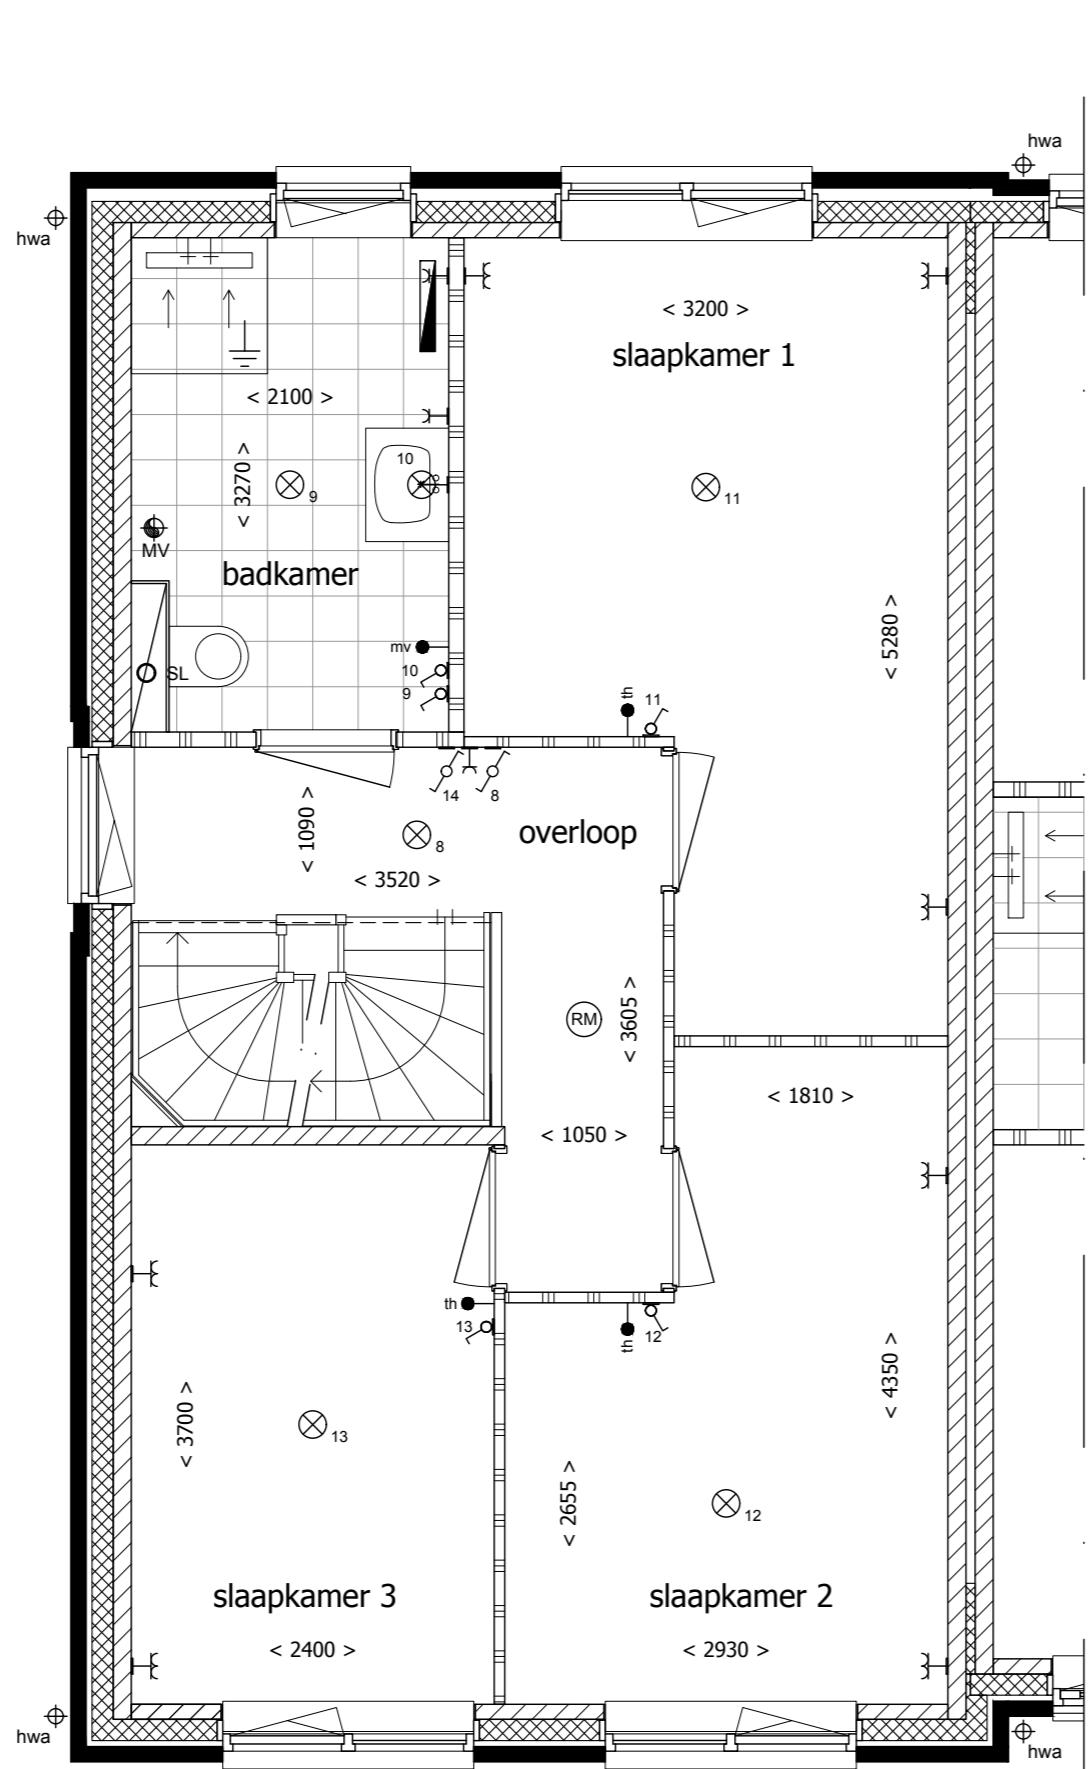 hwa
hwa
< 3200 >
slaapkamer 1
< 2100 >
10
< 3270 >
9
11
MV
badkamer
< 5280 >
mv
10
SL
9
th
11
14
8
< 1090 >
8
overloop
< 3520 >
RM
< 3605 >
< 1810 >
< 1050 >
th
13
th
12
< 3700 >
13
< 4350 >
< 2655 >
12
slaapkamer 3
slaapkamer 2
< 2400 >
< 2930 >
hwa
hwa